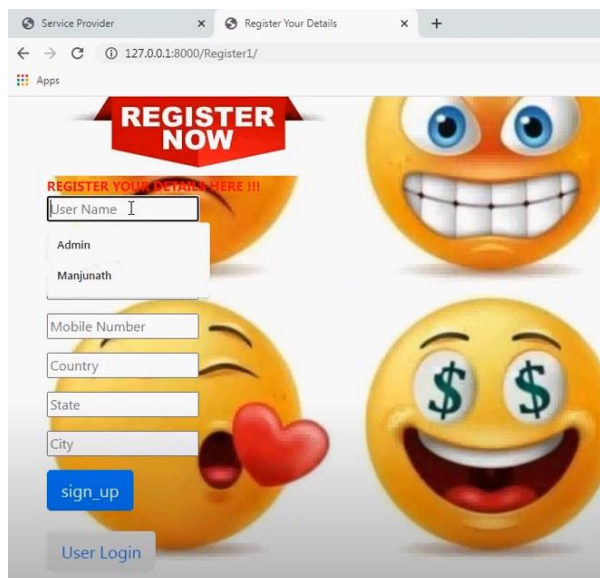 Service Provider
Register Your Details
127.0.0.1:8000/Register1/
Apps
REGISTER
NOW
REGISTER YOUR DETAILS HERE !!!
User Name
Admin
Manjunath
Mobile Number
Country
State
City
sign_up
User Login